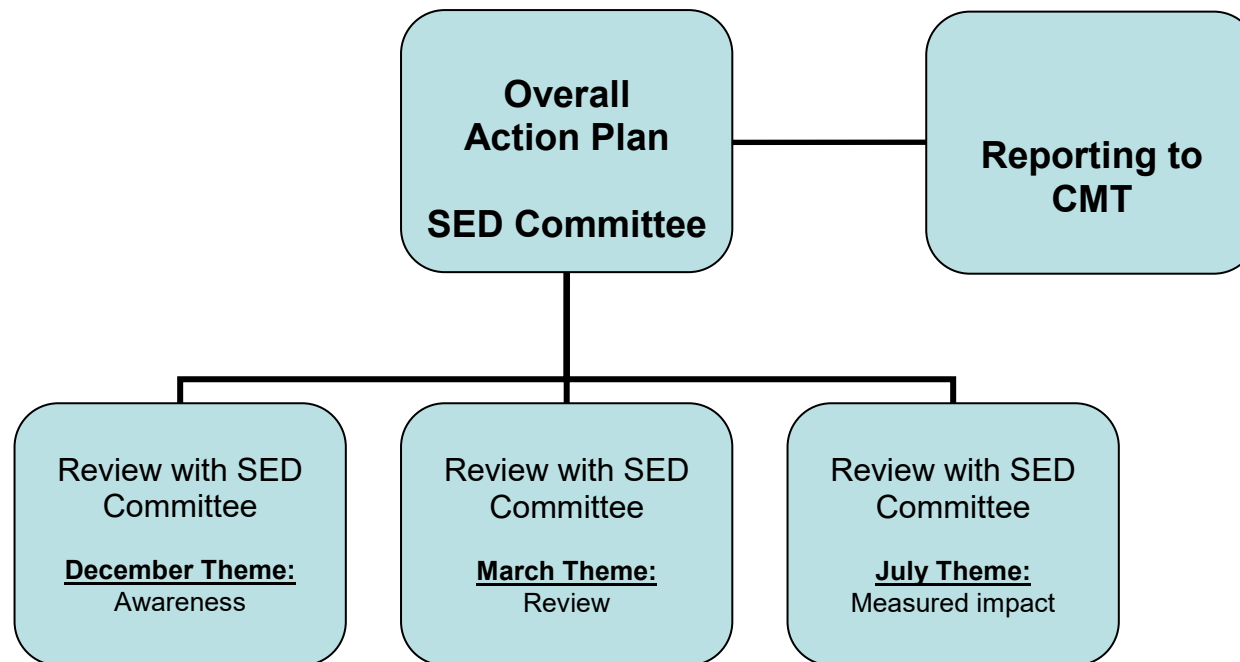 Overall
Action Plan
SED Committee
Reporting to
CMT
Review with SED
Committee
December Theme:
Awareness
Review with SED
Committee
March Theme:
Review
Review with SED
Committee
July Theme:
Measured impact